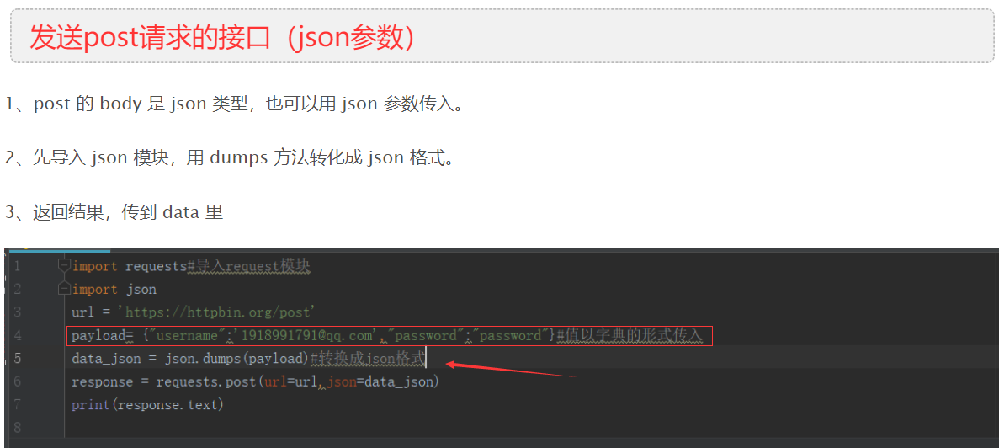 发送post请求的接口（json参数）
1、post 的 body 是 json 类型，也可以用 json 参数传入。
2、先导入 json 模块，用 dumps 方法转化成 json 格式。
3、返回结果，传到 data 里
1 import requests#导入request模块
2 import json
3 url = 'https://httpbin.org/post'
4 payload= {"username":'1918991791@qq.com',"password":"password"}#值以字典的形式传入
5 data_json = json.dumps(payload)#转换成json格式
6 response = requests.post(url=url,json=data_json)
7 print(response.text)
8